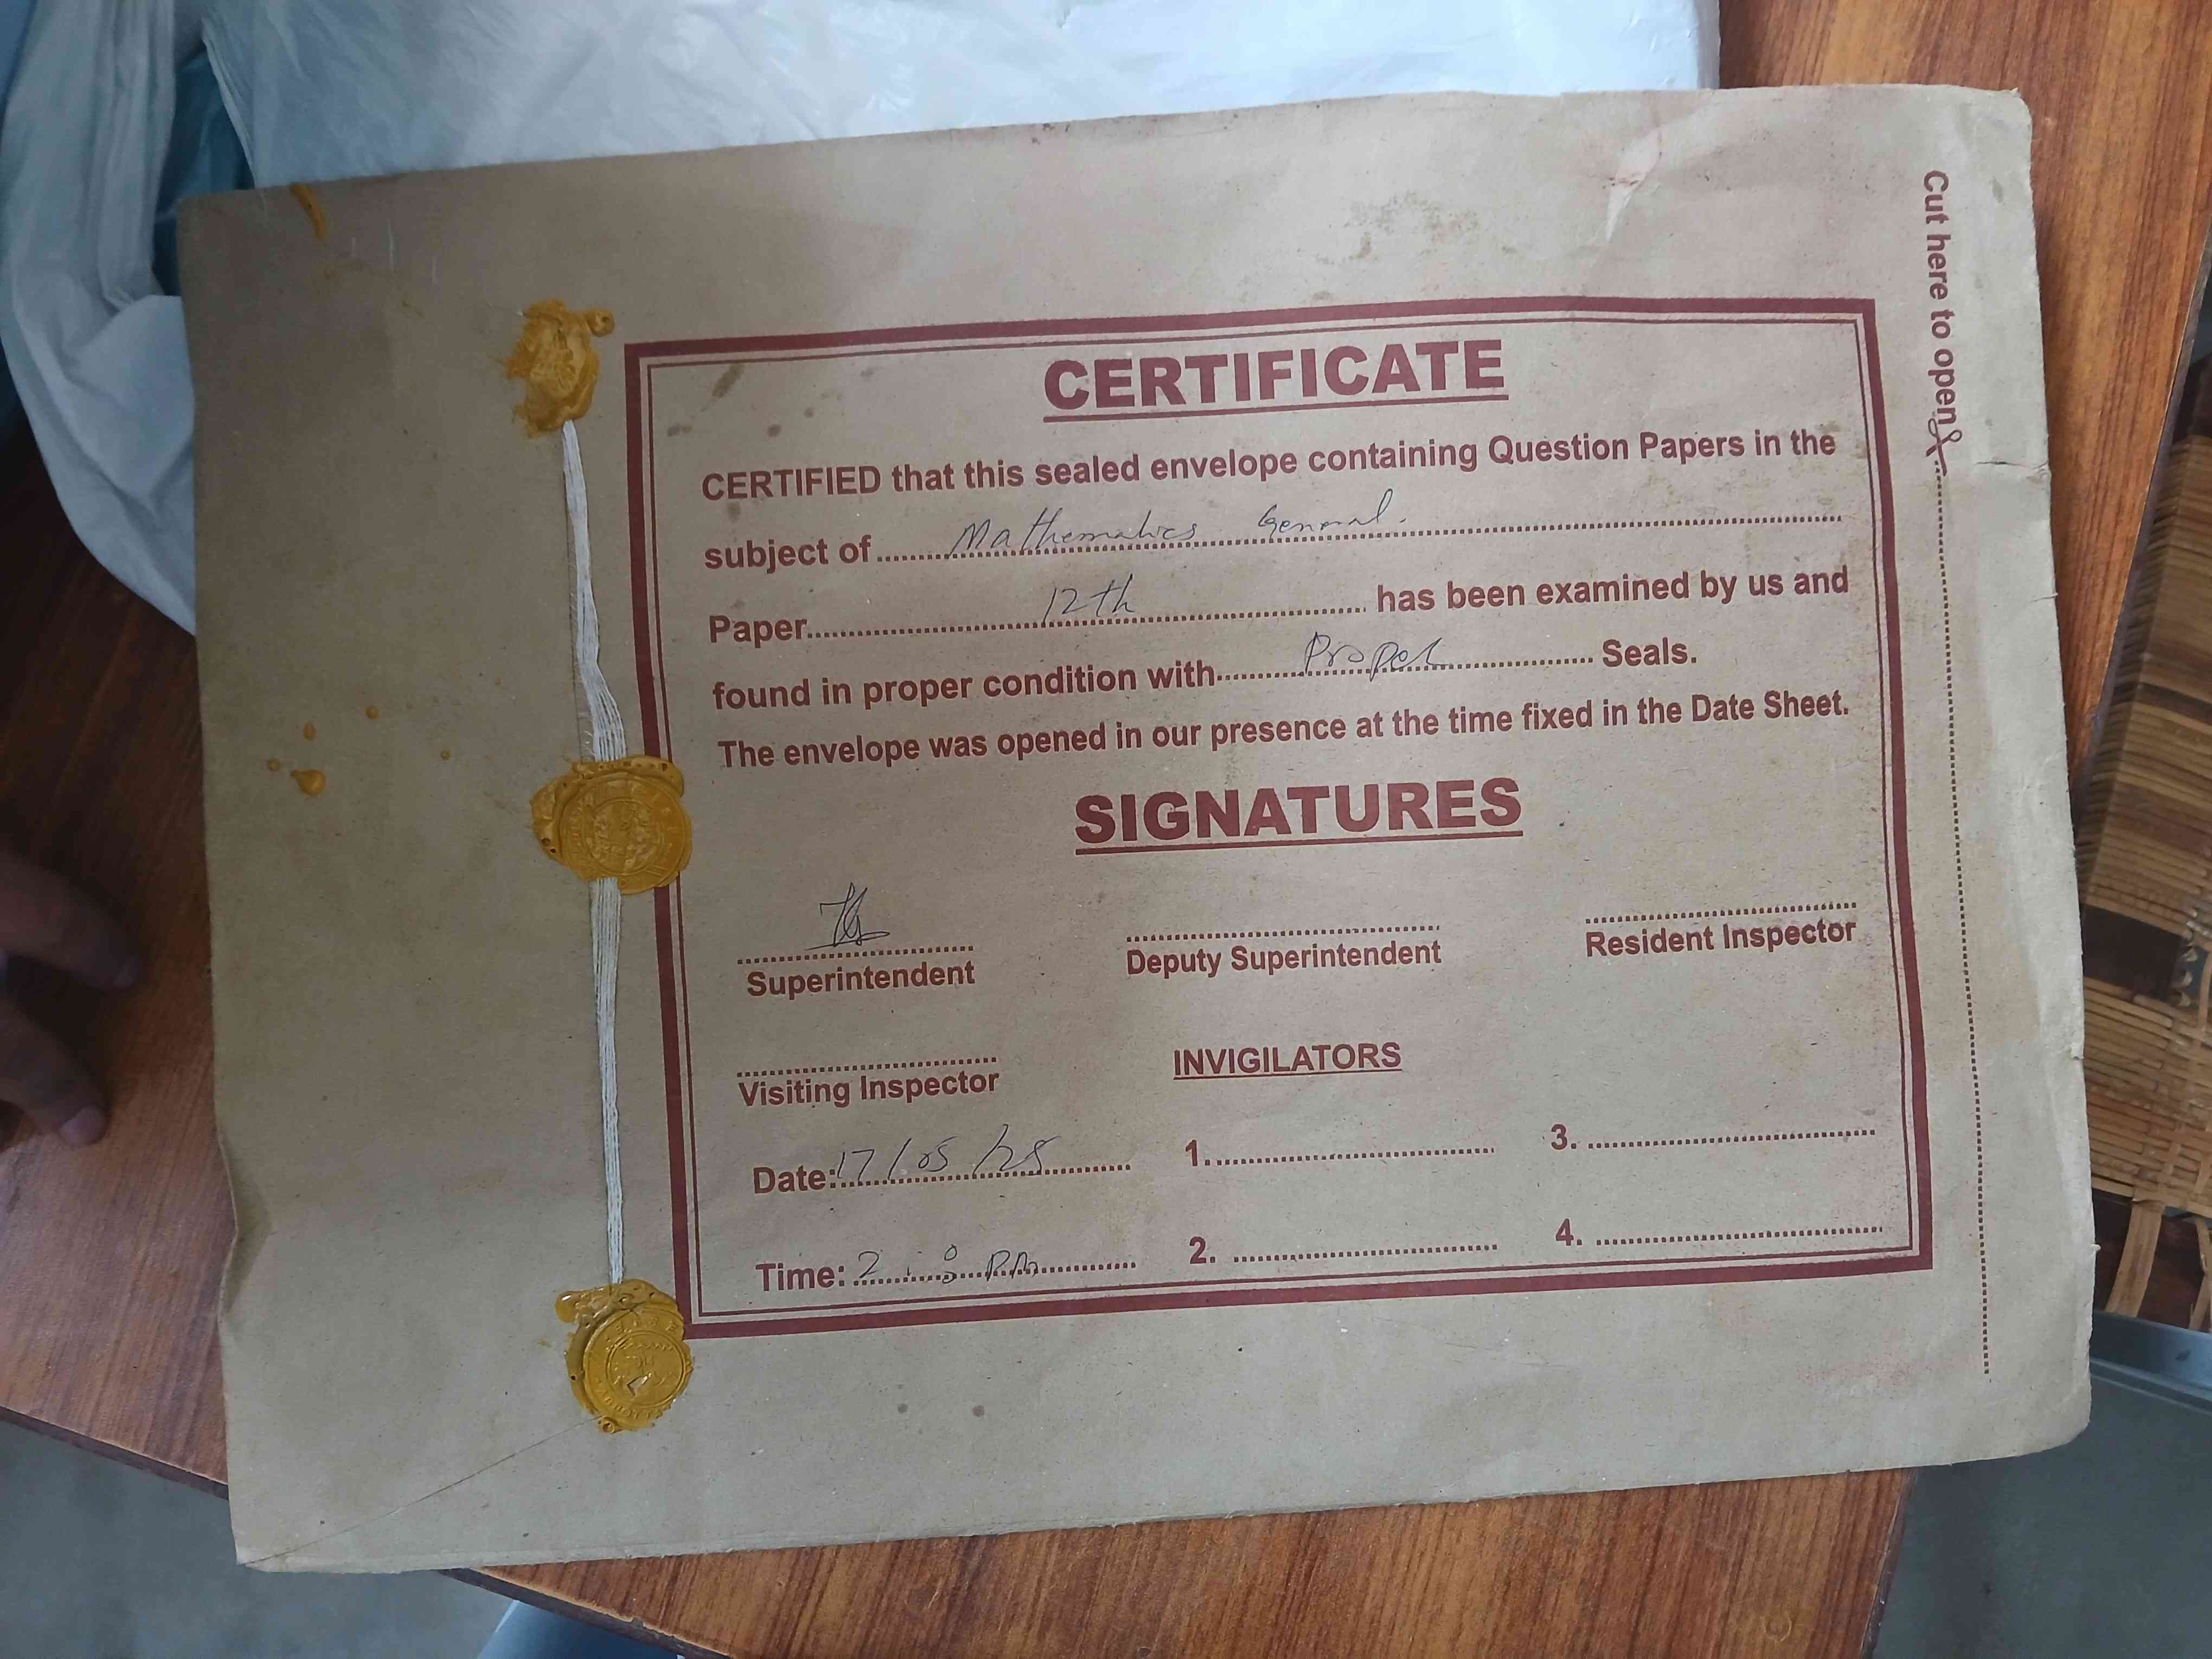 Cut here to open
CERTIFICATE
CERTIFIED that this sealed envelope containing Question Papers in the
subject of Mathematics General.
Paper 12th has been examined by us and
found in proper condition with Proper Seals.
The envelope was opened in our presence at the time fixed in the Date Sheet.
SIGNATURES
Superintendent Deputy Superintendent Resident Inspector
Visiting Inspector INVIGILATORS
Date: 17/05/25 1. 3.
Time: 2 PM 2. 4.